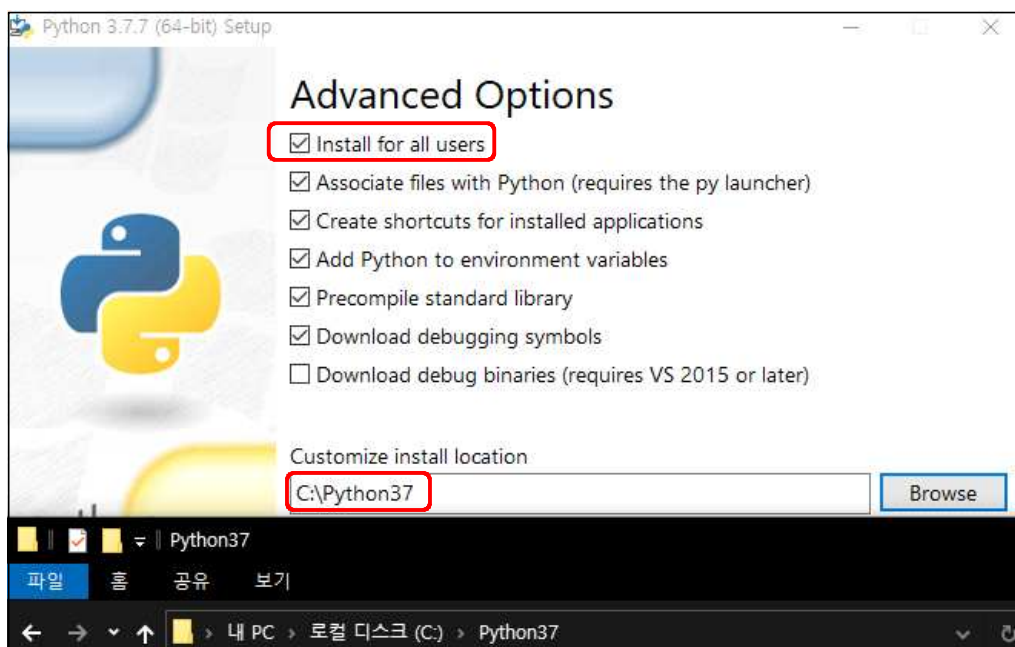 Python 3.7.7 (64-bit) Setup
Advanced Options
Install for all users
Associate files with Python (requires the py launcher)
Create shortcuts for installed applications
Add Python to environment variables
Precompile standard library
Download debugging symbols
Download debug binaries (requires VS 2015 or later)
Customize install location
C:\Python37
Browse
Python37
파일 홈 공유 보기
내 PC › 로컬 디스크 (C:) › Python37